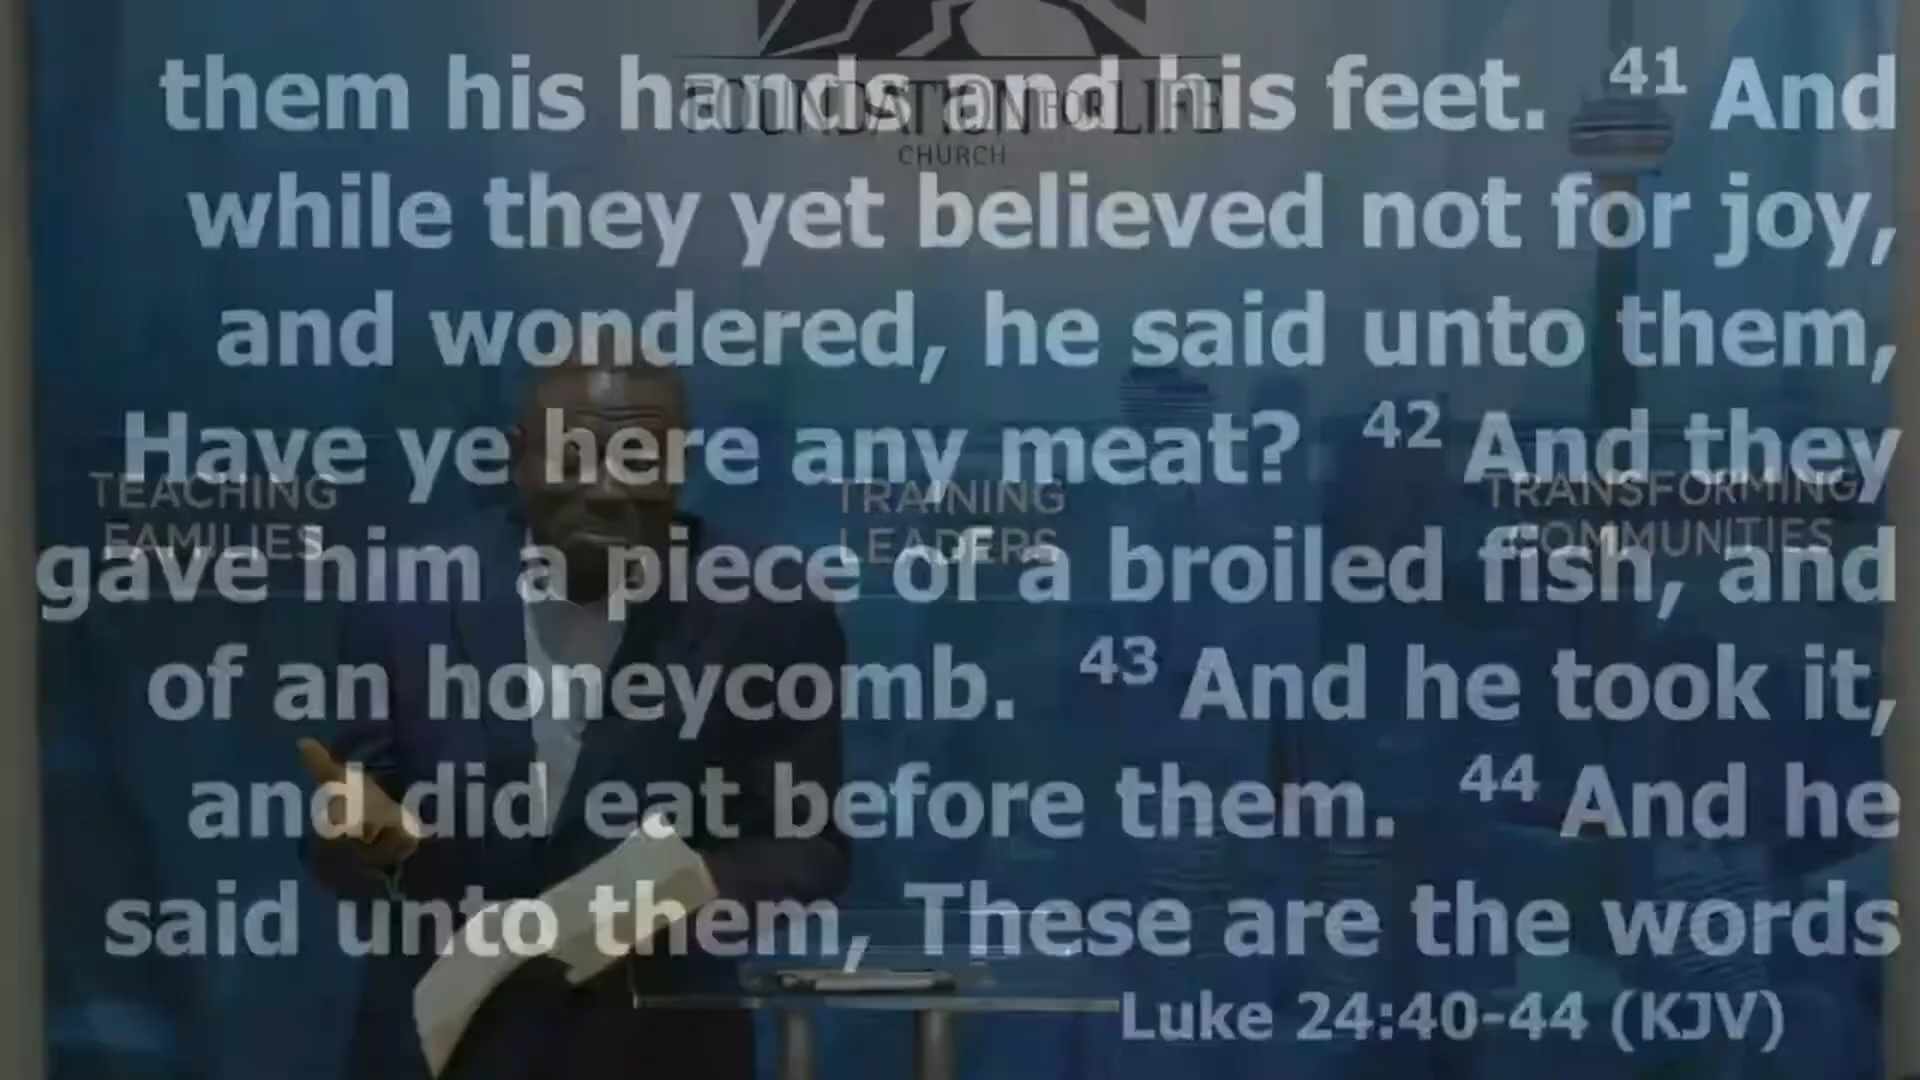 them his hands and his feet. 41 And
while they yet believed not for joy,
and wondered, he said unto them,
Have ye here any meat? 42 And they
gave him a piece of a broiled fish, and
of an honeycomb. 43 And he took it,
and did eat before them. 44 And he
said unto them, These are the words
Luke 24:40-44 (KJV)
FOUNDATION FOR LIFE
CHURCH
TEACHING
FAMILIES
TRAINING
LEADERS
TRANSFORMING
COMMUNITIES